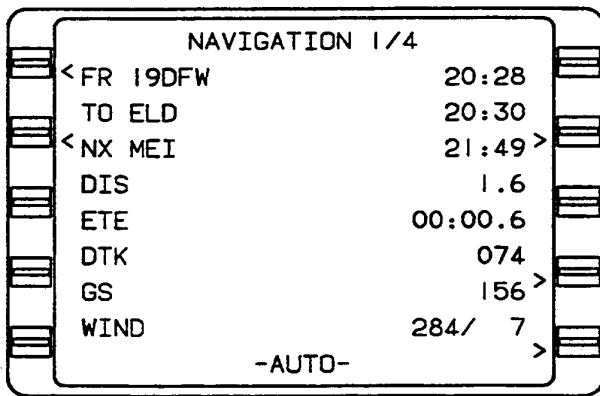 NAVIGATION 1/4
<FR 19DFW 20:28
TO ELD 20:30
<NX MEI 21:49>
DIS 1.6
ETE 00:00.6
DTK 074
GS 156>
WIND 284/ 7
>
-AUTO-